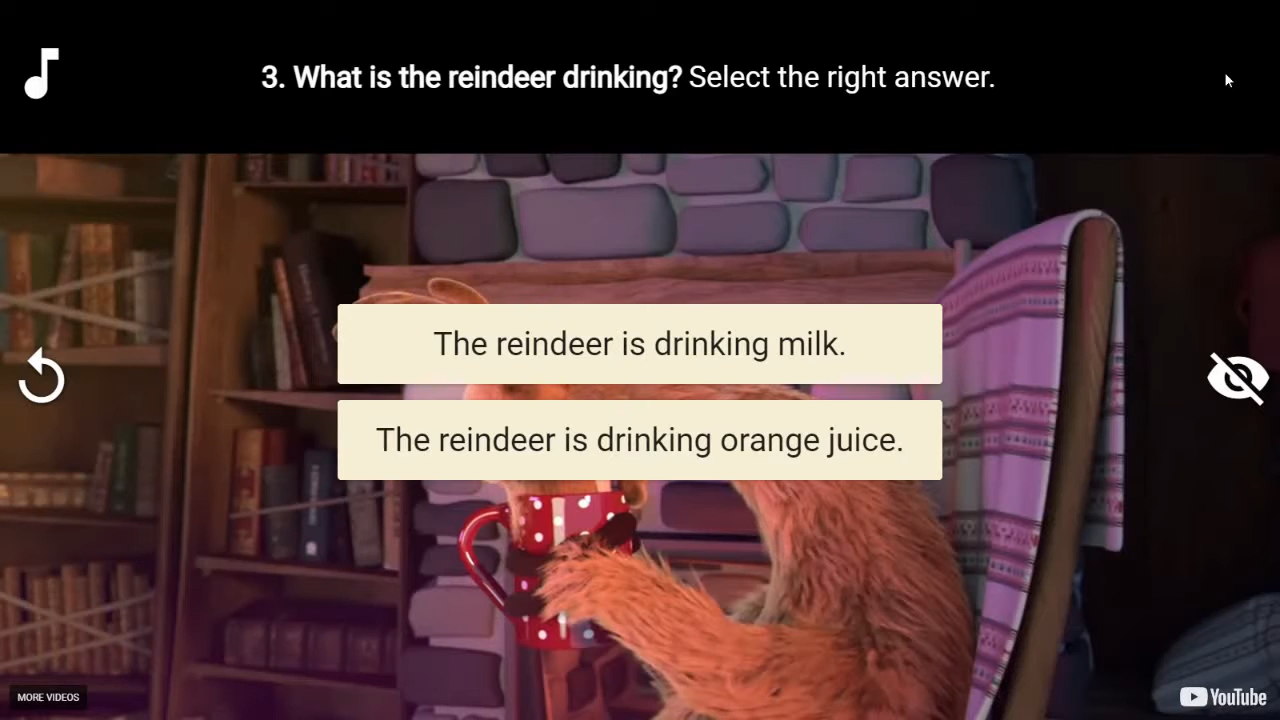 3. What is the reindeer drinking? Select the right answer.
The reindeer is drinking milk.
The reindeer is drinking orange juice.
MORE VIDEOS
YouTube